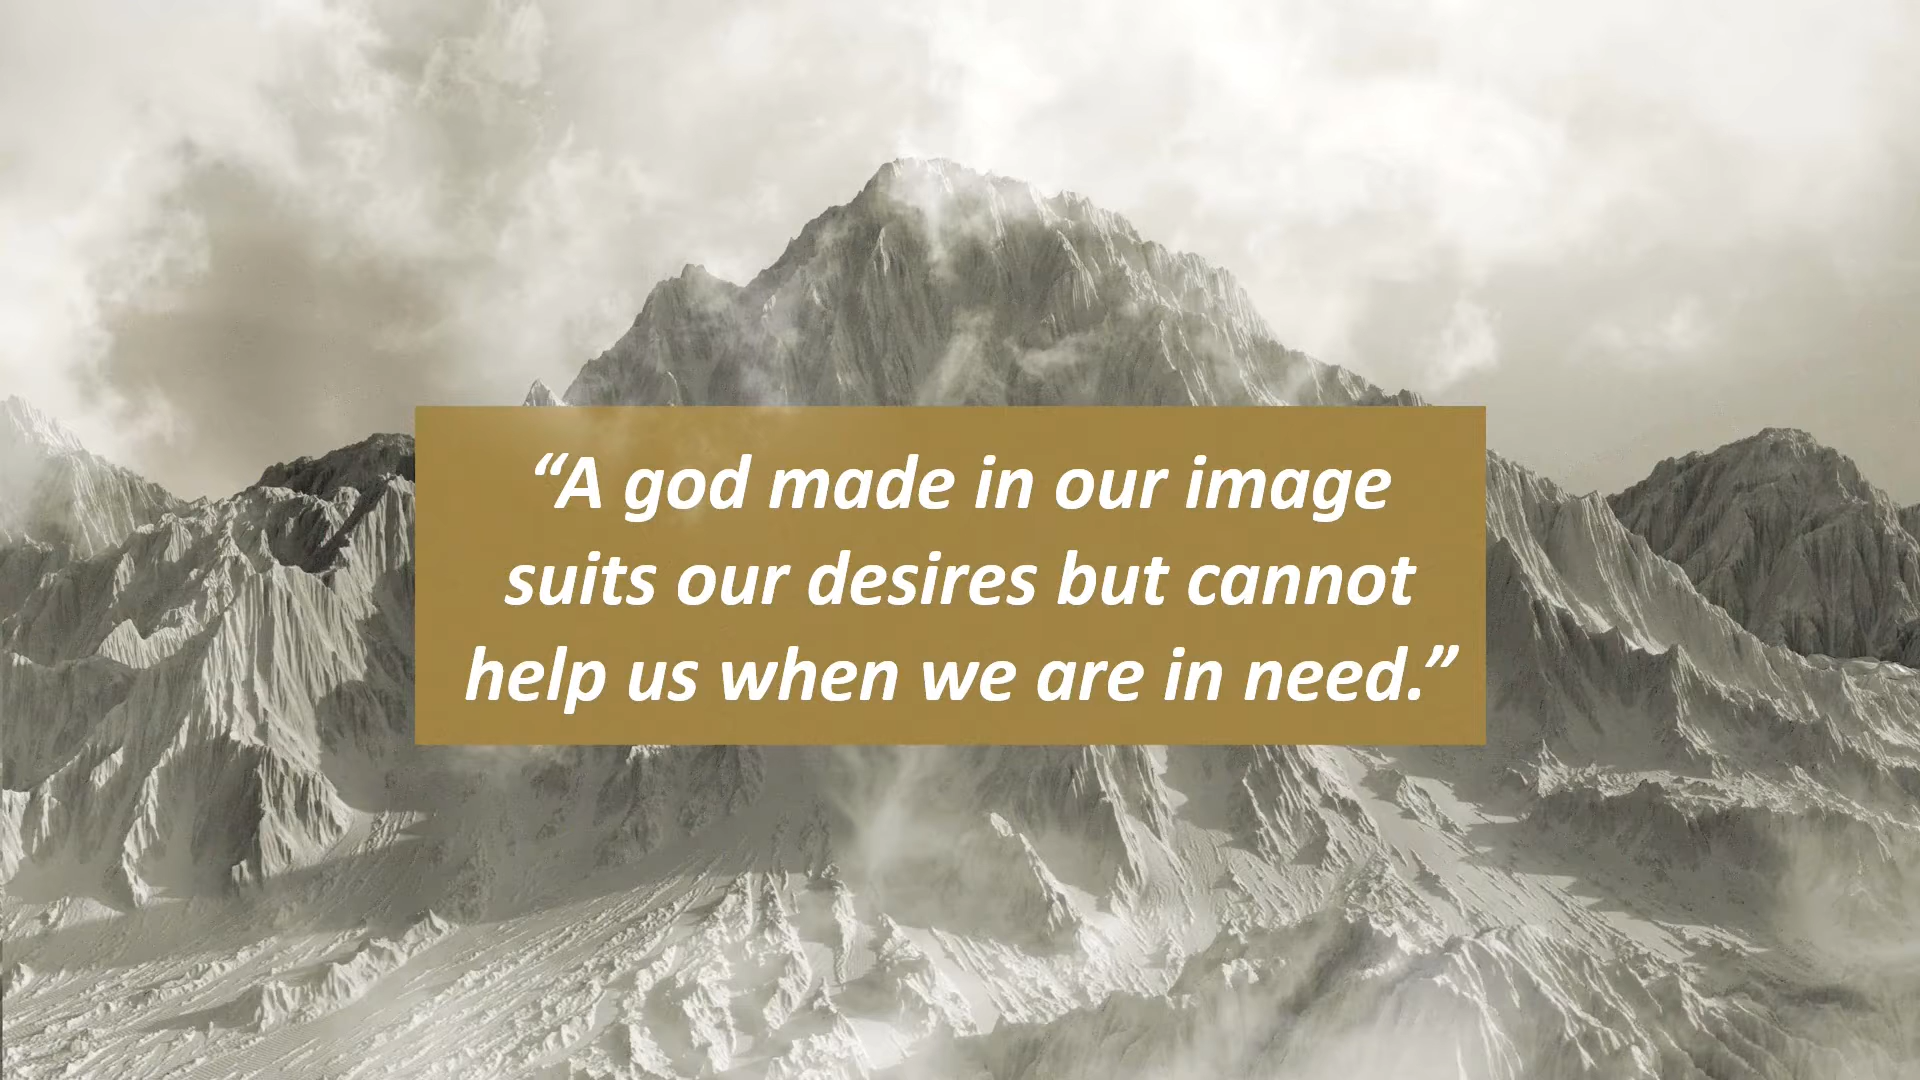 “A god made in our image
suits our desires but cannot
help us when we are in need.”